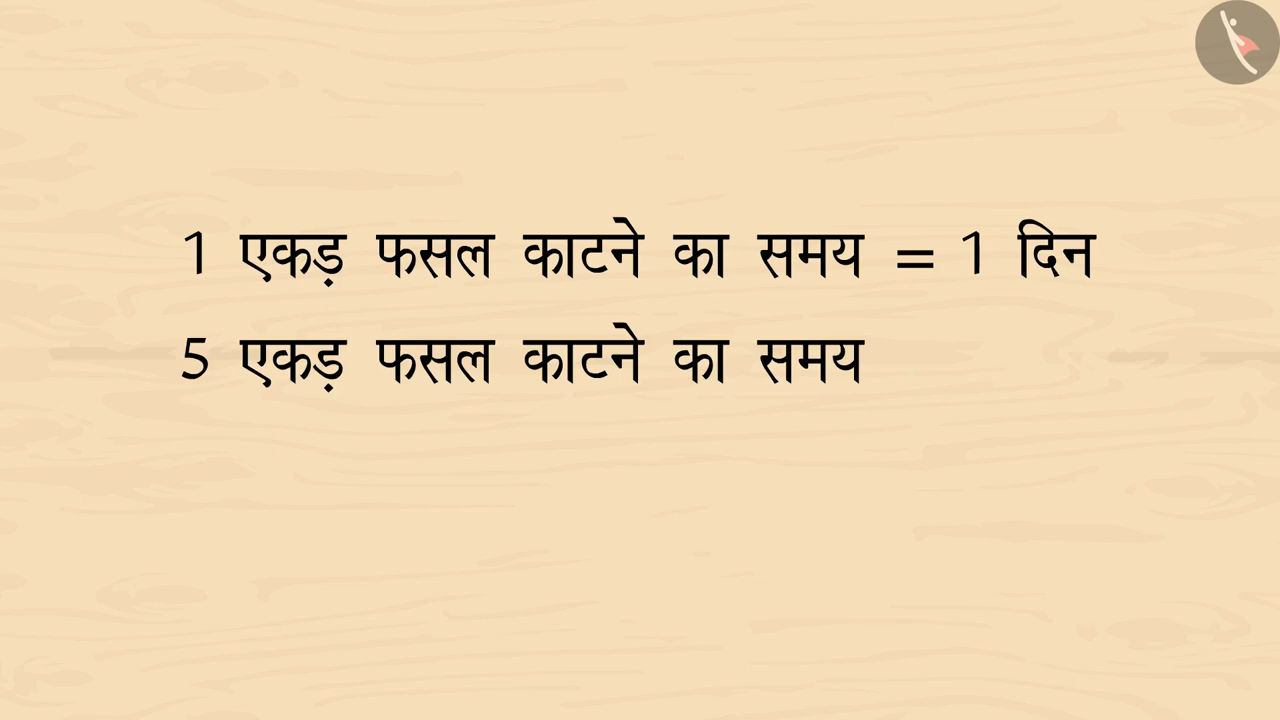 1 एकड़ फसल काटने का समय = 1 दिन
5 एकड़ फसल काटने का समय